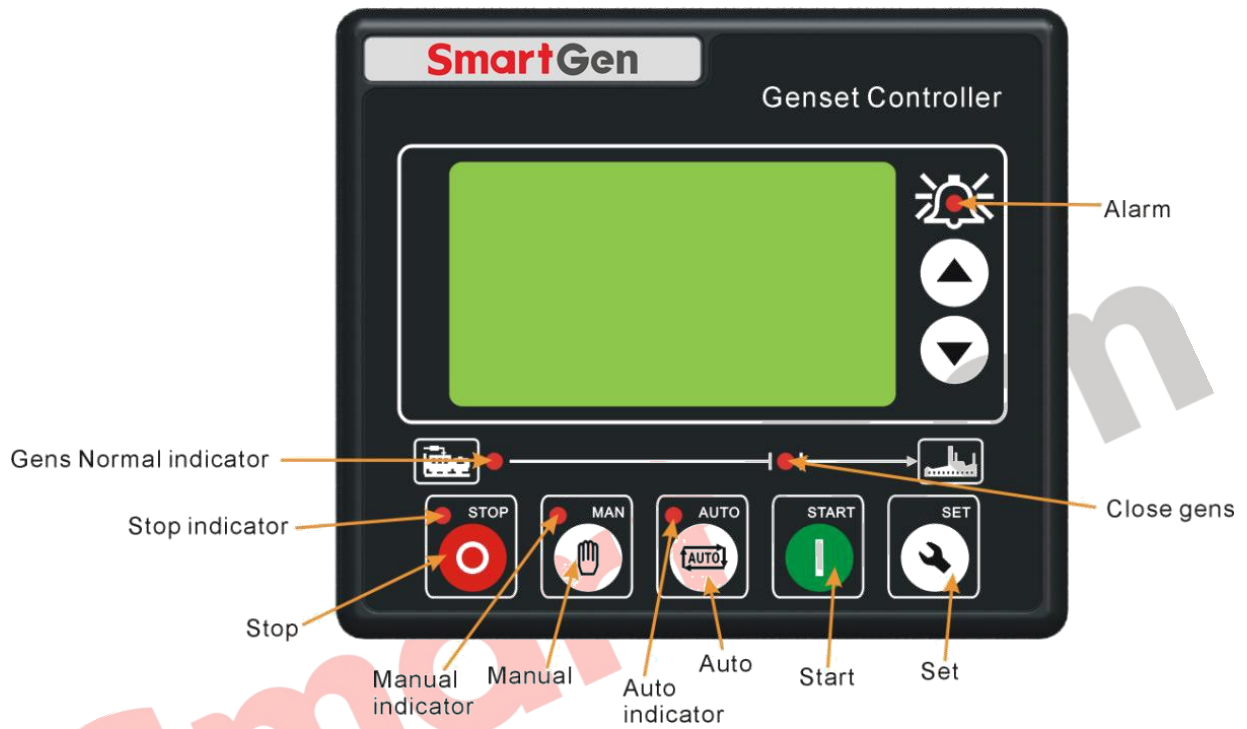 SmartGen
Genset Controller
Alarm
Gens Normal indicator
Close gens
Stop indicator
STOP
MAN
AUTO
START
SET
AUTO
Stop
Manual
indicator
Manual
Auto
indicator
Auto
Start
Set